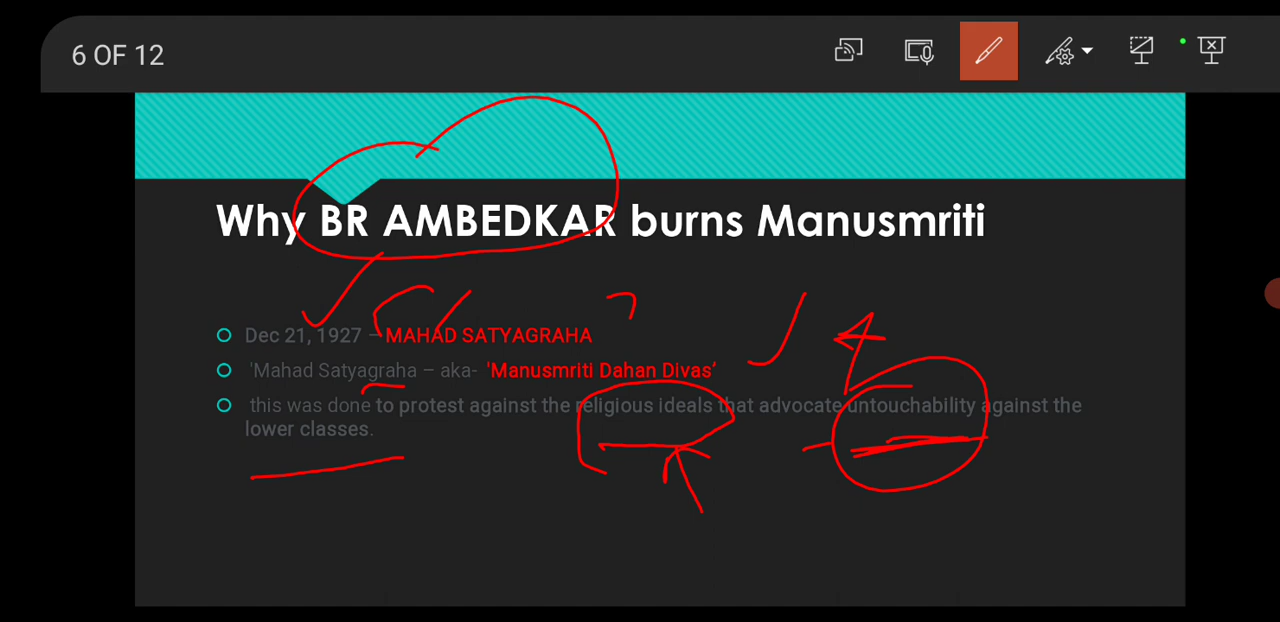 6 OF 12
Why BR AMBEDKAR burns Manusmriti
Dec 21, 1927 – MAHAD SATYAGRAHA
'Mahad Satyagraha – aka- 'Manusmriti Dahan Divas'
this was done to protest against the religious ideals that advocate untouchability against the
lower classes.